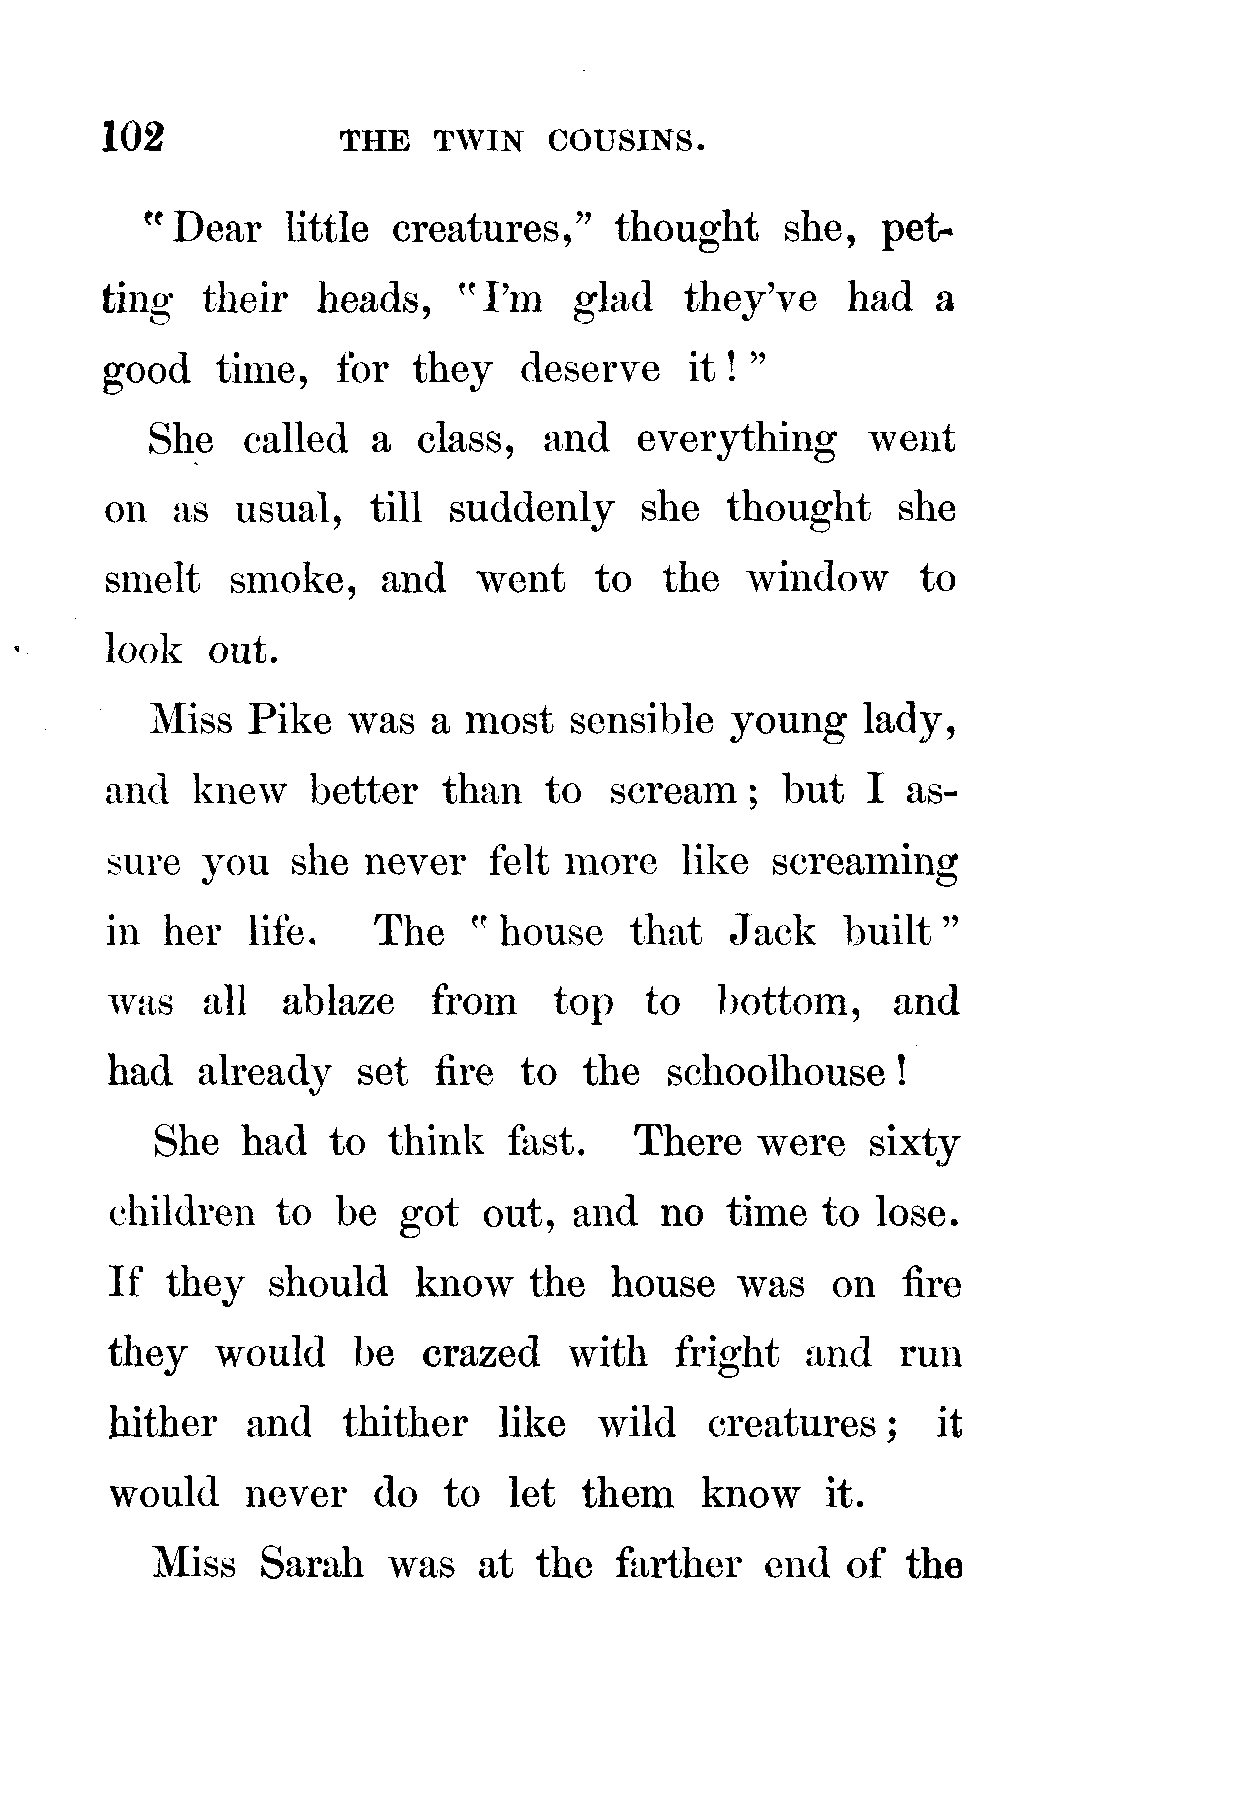 102 THE TWIN COUSINS.
"Dear little creatures," thought she, pet-
ting their heads, "I'm glad they've had a
good time, for they deserve it!"
She called a class, and everything went
on as usual, till suddenly she thought she
smelt smoke, and went to the window to
look out.
Miss Pike was a most sensible young lady,
and knew better than to scream; but I as-
sure you she never felt more like screaming
in her life. The "house that Jack built"
was all ablaze from top to bottom, and
had already set fire to the schoolhouse!
She had to think fast. There were sixty
children to be got out, and no time to lose.
If they should know the house was on fire
they would be crazed with fright and run
hither and thither like wild creatures; it
would never do to let them know it.
Miss Sarah was at the farther end of the